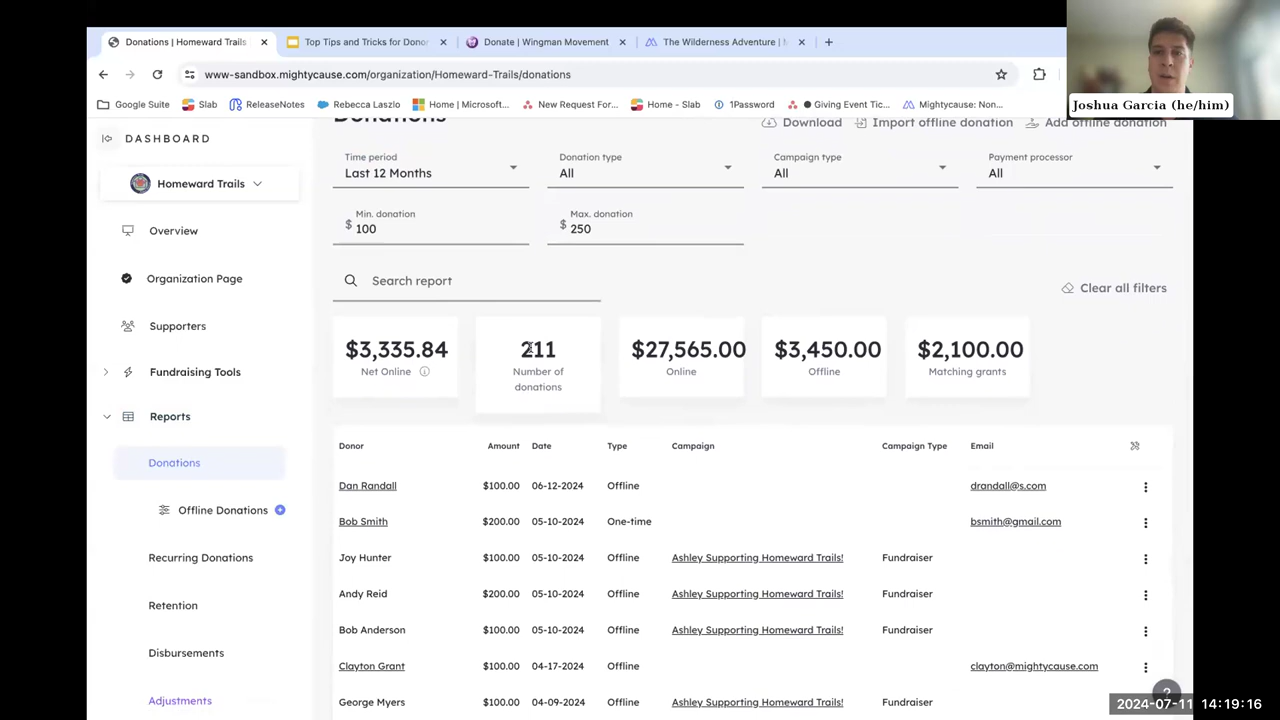 Donations | Homeward Trails
Top Tips and Tricks for Donor
Donate | Wingman Movement
The Wilderness Adventure |
www-sandbox.mightycause.com/organization/Homeward-Trails/donations
Google Suite
Slab
ReleaseNotes
Rebecca Laszlo
Home | Microsoft...
New Request For...
Home - Slab
1Password
Giving Event Tic...
Mightycause: Non...
Joshua Garcia (he/him)
DASHBOARD
Homeward Trails
Overview
Organization Page
Supporters
Fundraising Tools
Reports
Donations
Offline Donations
Recurring Donations
Retention
Disbursements
Adjustments
Donations
Download
Import offline donation
Add offline donation
Time period
Last 12 Months
Donation type
All
Campaign type
All
Payment processor
All
Min. donation
$ 100
Max. donation
$ 250
Search report
Clear all filters
$3,335.84
Net Online
211
Number of
donations
$27,565.00
Online
$3,450.00
Offline
$2,100.00
Matching grants
Donor Amount Date Type Campaign Campaign Type Email
Dan Randall $100.00 06-12-2024 Offline drandall@s.com
Bob Smith $200.00 05-10-2024 One-time bsmith@gmail.com
Joy Hunter $100.00 05-10-2024 Offline Ashley Supporting Homeward Trails! Fundraiser
Andy Reid $200.00 05-10-2024 Offline Ashley Supporting Homeward Trails! Fundraiser
Bob Anderson $100.00 05-10-2024 Offline Ashley Supporting Homeward Trails! Fundraiser
Clayton Grant $100.00 04-17-2024 Offline clayton@mightycause.com
George Myers $100.00 04-09-2024 Offline Ashley Supporting Homeward Trails! Fundraiser
?
2024-07-11 14:19:16